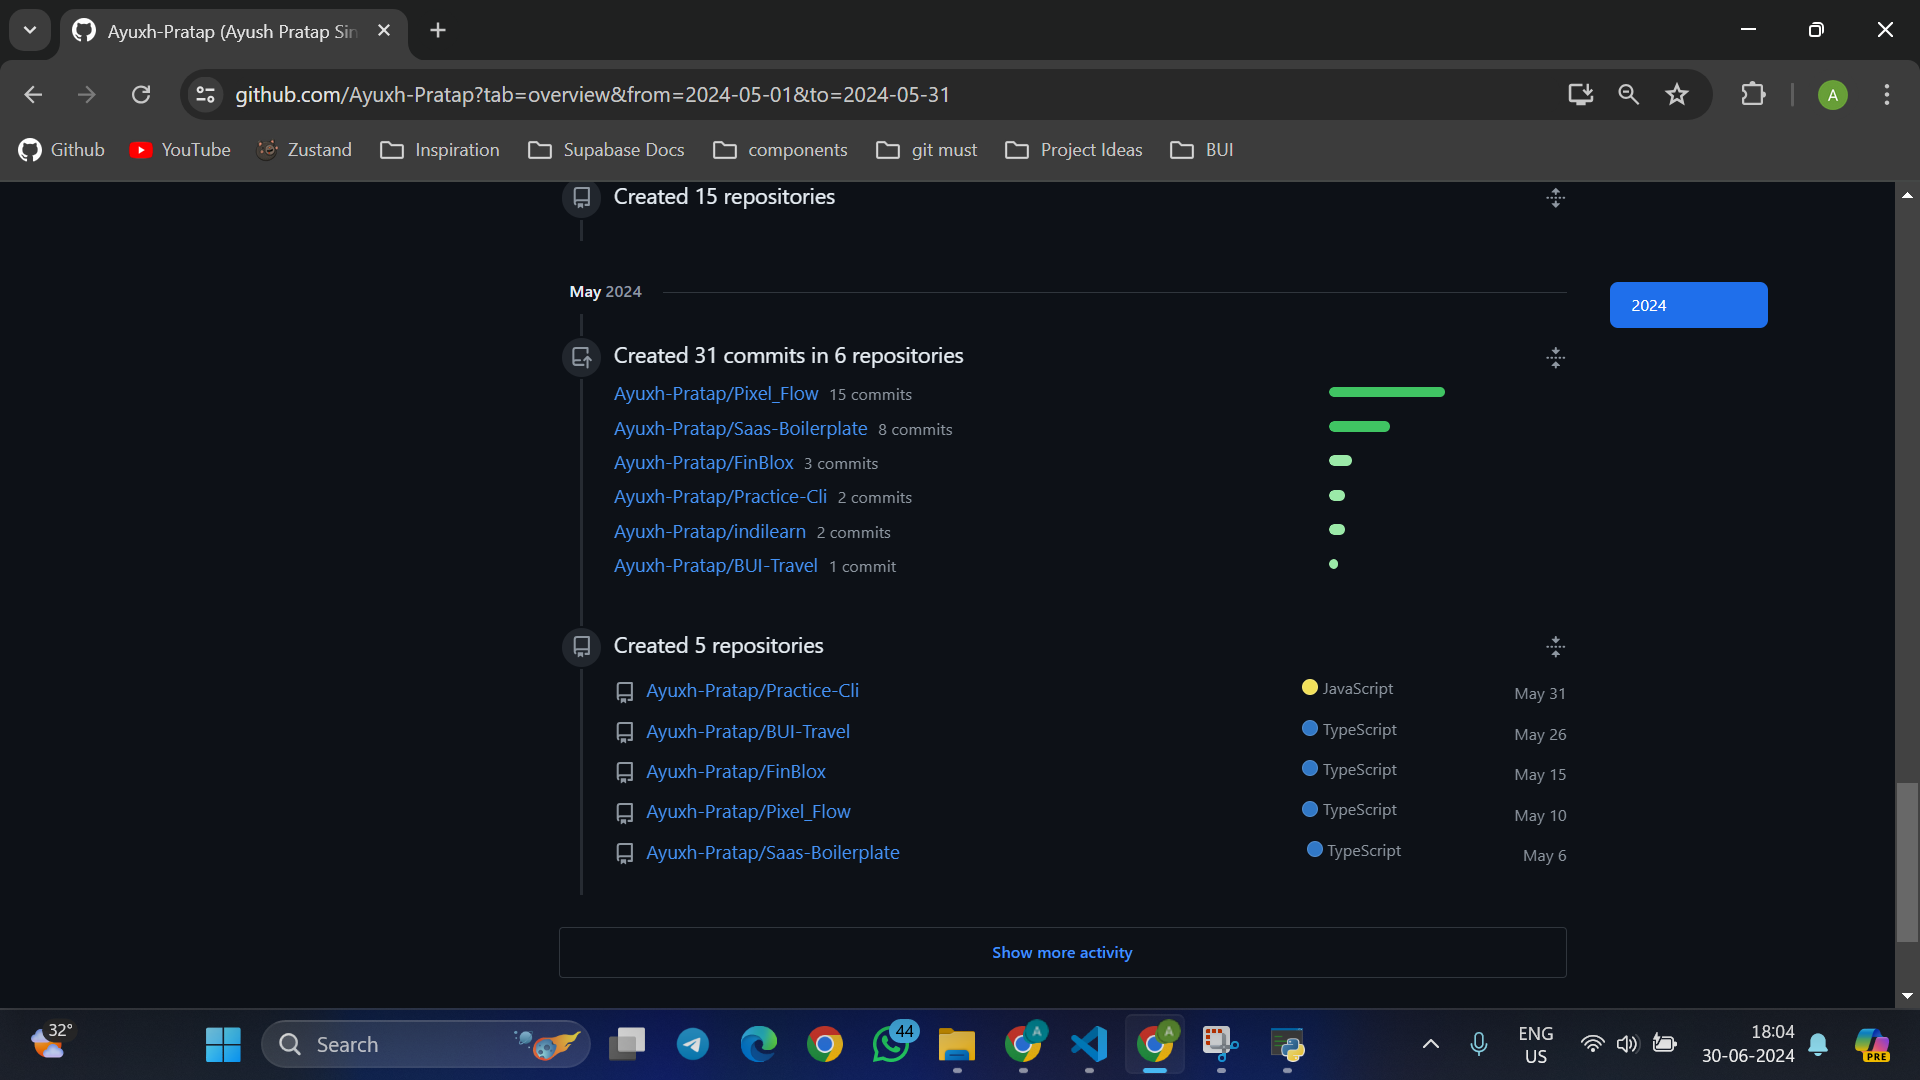 Ayuxh-Pratap (Ayush Pratap Sin
github.com/Ayuxh-Pratap?tab=overview&from=2024-05-01&to=2024-05-31
A
Github YouTube Zustand Inspiration Supabase Docs components git must Project Ideas BUI
Created 15 repositories
May 2024
2024
Created 31 commits in 6 repositories
Ayuxh-Pratap/Pixel_Flow 15 commits
Ayuxh-Pratap/Saas-Boilerplate 8 commits
Ayuxh-Pratap/FinBlox 3 commits
Ayuxh-Pratap/Practice-Cli 2 commits
Ayuxh-Pratap/indilearn 2 commits
Ayuxh-Pratap/BUI-Travel 1 commit
Created 5 repositories
Ayuxh-Pratap/Practice-Cli JavaScript May 31
Ayuxh-Pratap/BUI-Travel TypeScript May 26
Ayuxh-Pratap/FinBlox TypeScript May 15
Ayuxh-Pratap/Pixel_Flow TypeScript May 10
Ayuxh-Pratap/Saas-Boilerplate TypeScript May 6
Show more activity
32°
Search
44
A
A
ENG
US
18:04
30-06-2024
PRE